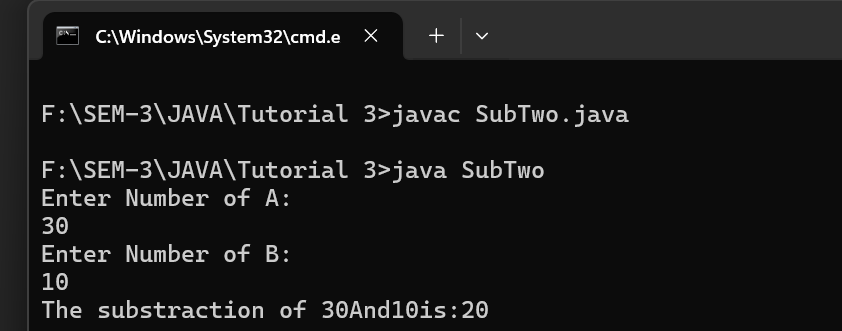 C:\Windows\System32\cmd.e
F:\SEM-3\JAVA\Tutorial 3>javac SubTwo.java
F:\SEM-3\JAVA\Tutorial 3>java SubTwo
Enter Number of A:
30
Enter Number of B:
10
The substraction of 30And10is:20